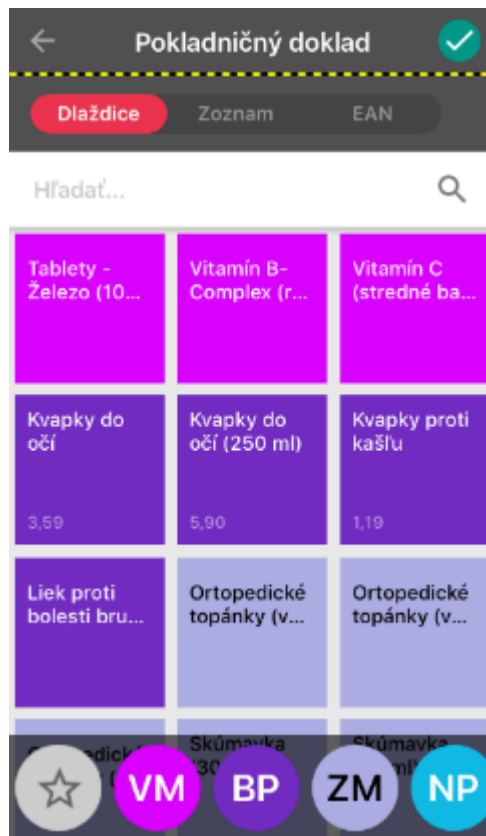 Pokladničný doklad
Dlaždice Zoznam EAN
Hľadať...
Tablety -
Železo (10...
Vitamín B-
Complex (r...
Vitamín C
(stredné ba...
Kvapky do
očí
3,59
Kvapky do
očí (250 ml)
5,90
Kvapky proti
kašľu
1,19
Liek proti
bolesti bru...
Ortopedické
topánky (v...
Ortopedické
topánky (v...
Skúmavka
Skúmavka
VM BP ZM NP